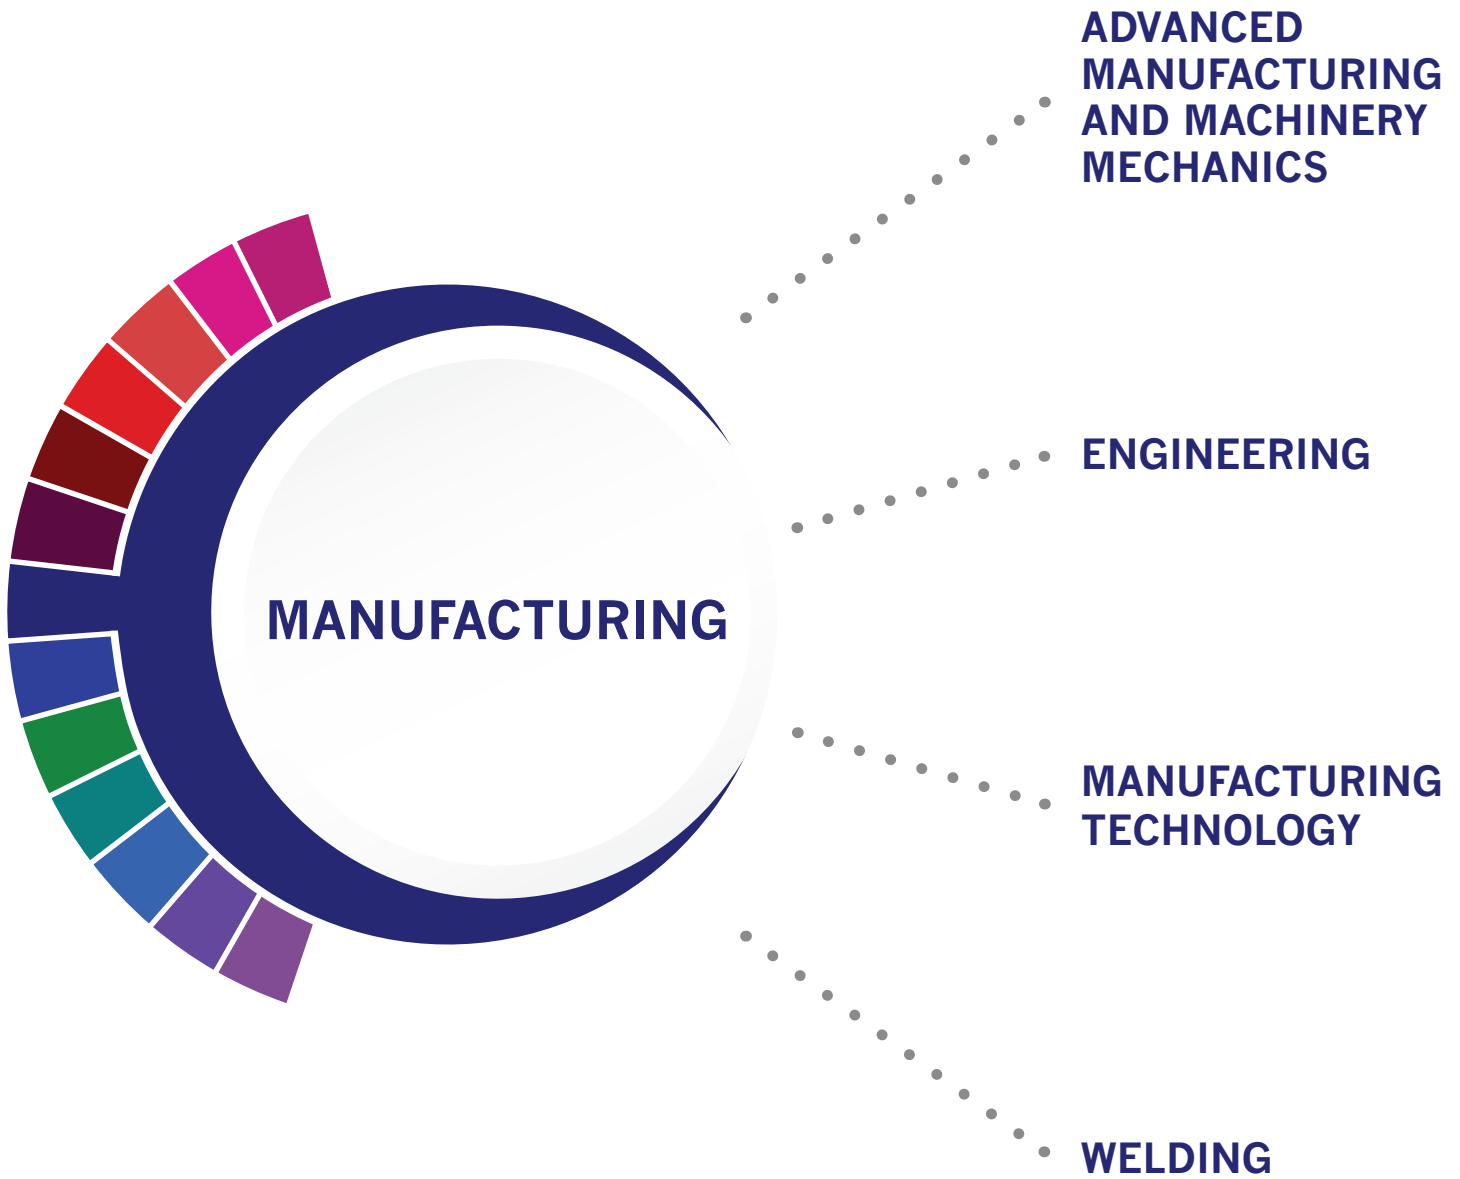 ADVANCED
MANUFACTURING
AND MACHINERY
MECHANICS
ENGINEERING
MANUFACTURING
MANUFACTURING
TECHNOLOGY
WELDING